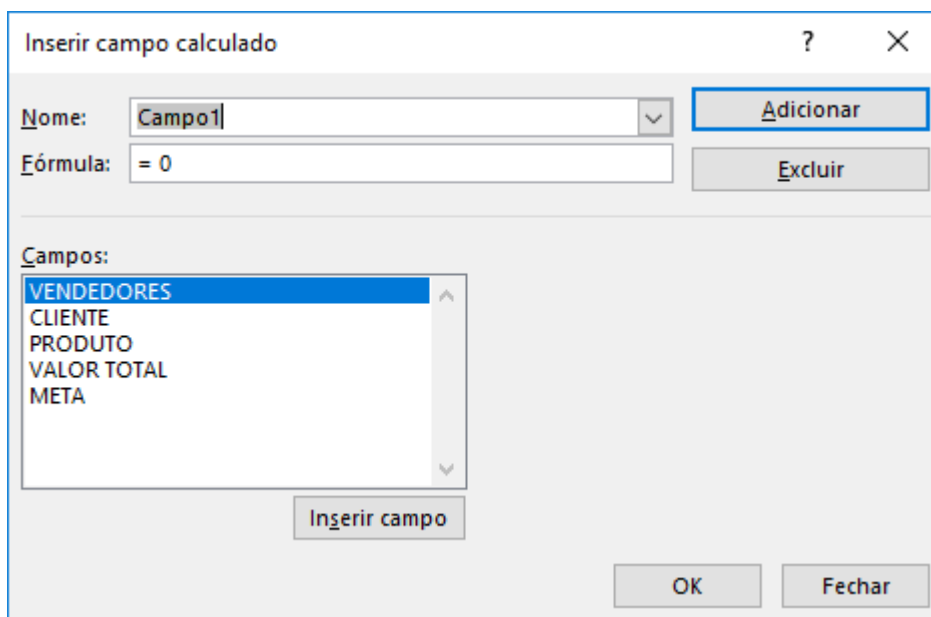 Inserir campo calculado ?
Nome: Campo1 Adicionar
Fórmula: = 0 Excluir
Campos:
VENDEDORES
CLIENTE
PRODUTO
VALOR TOTAL
META
Inserir campo
OK Fechar